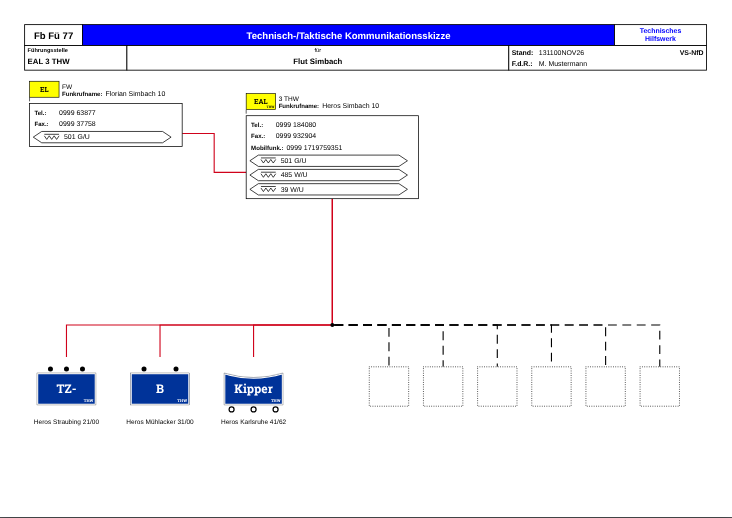 Fb Fü 77
Technisch-/Taktische Kommunikationsskizze
Technisches
Hilfswerk
Führungsstelle
EAL 3 THW
für
Flut Simbach
Stand: 131100NOV26
VS-NfD
F.d.R.: M. Mustermann
EL
FW
Funkrufname: Florian Simbach 10
Tel.: 0999 63877
Fax.: 0999 37758
501 G/U
EAL
THW
3 THW
Funkrufname: Heros Simbach 10
Tel.: 0999 184080
Fax.: 0999 932904
Mobilfunk.: 0999 1719759351
501 G/U
485 W/U
39 W/U
TZ-
THW
B
THW
Kipper
THW
Heros Straubing 21/00
Heros Mühlacker 31/00
Heros Karlsruhe 41/62